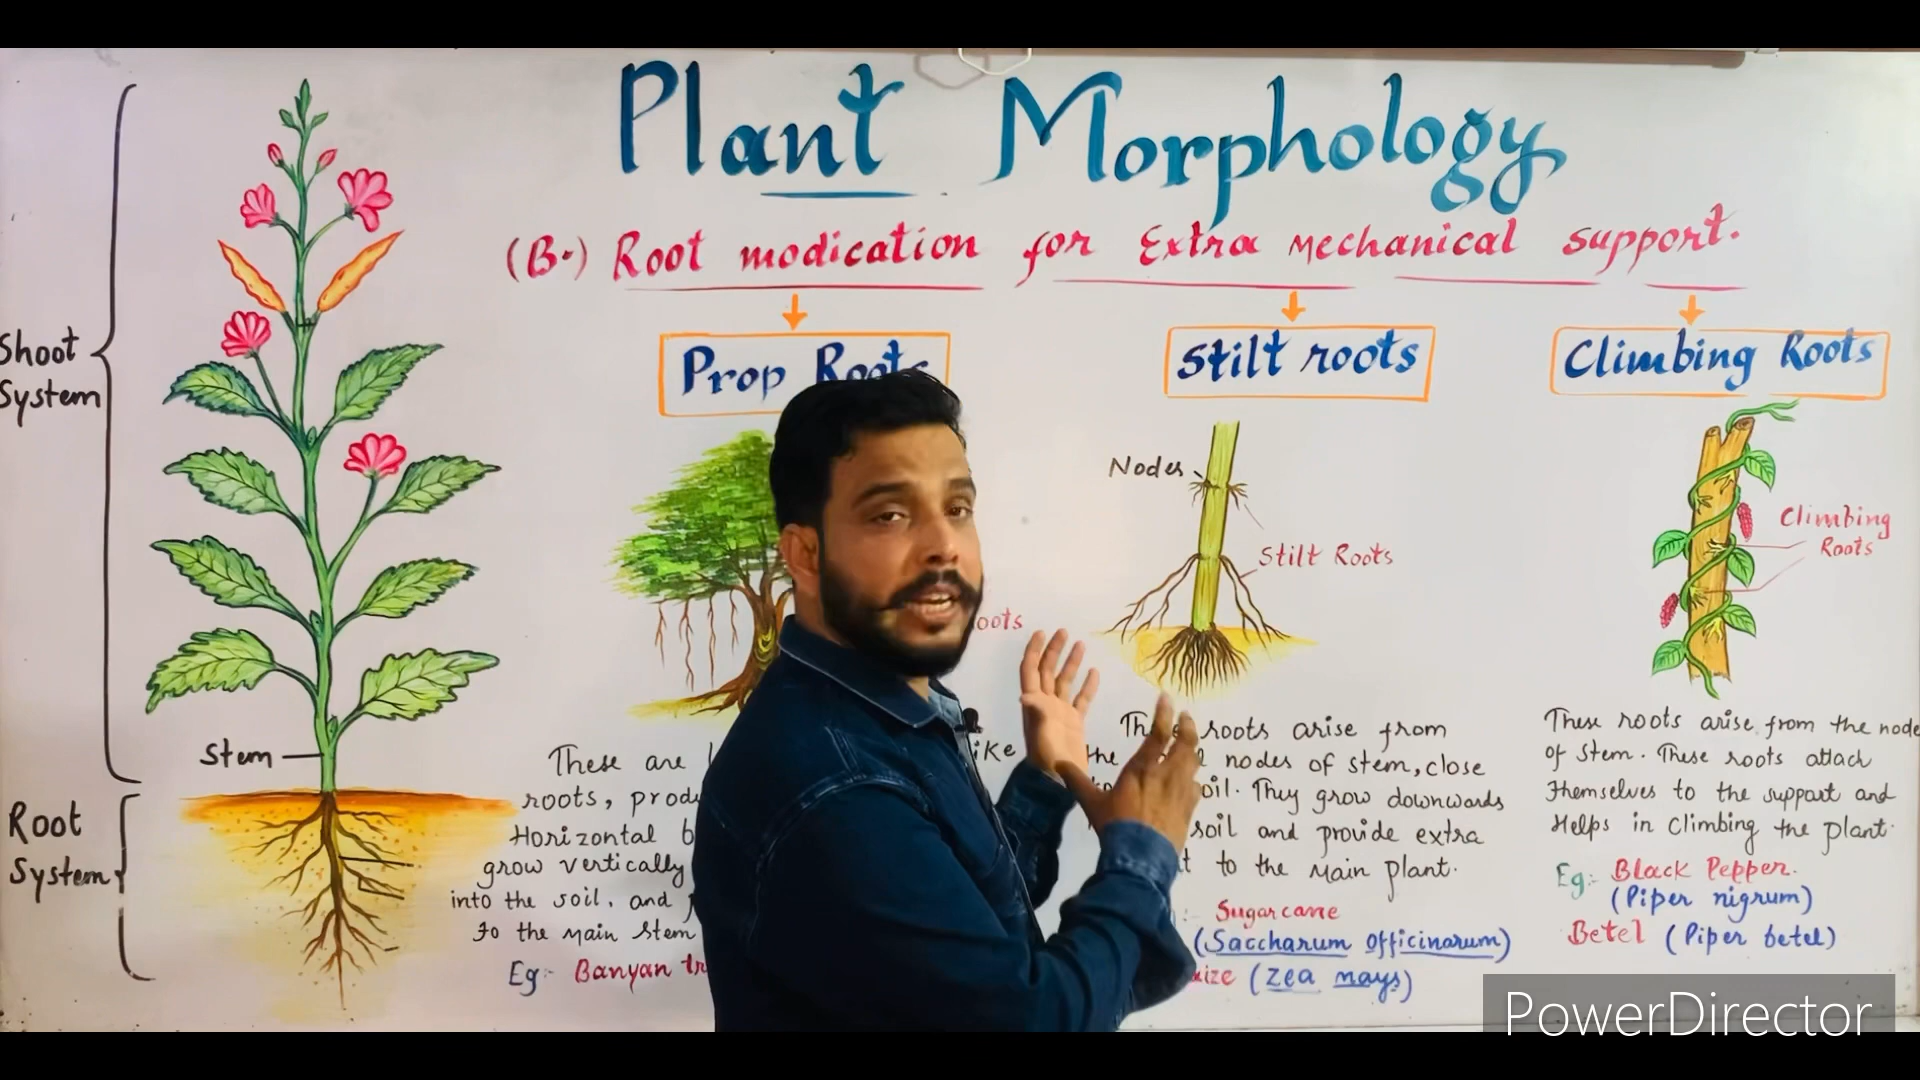 Plant Morphology
(B.) Root modication for Extra Mechanical support.
Prop Roots
Stilt roots
Climbing Roots
Shoot
System
Nodes
Stilt Roots
Climbing
Roots
oots
Stem
Root
System
These are
like
roots,
Horizontal
grow vertically
into the soil, and
To the Main Stem
Eg:- Banyan
roots arise from
the nodes of stem, close
They grow downwards
soil and provide extra
to the Main plant.
Sugarcane
(Saccharum officinarum)
(Zea mays)
These roots arise from the node
of stem. These roots attach
Themselves to the support and
Helps in climbing the plant.
Eg:- Black Pepper.
(Piper nigrum)
Betel (Piper betel)
PowerDirector